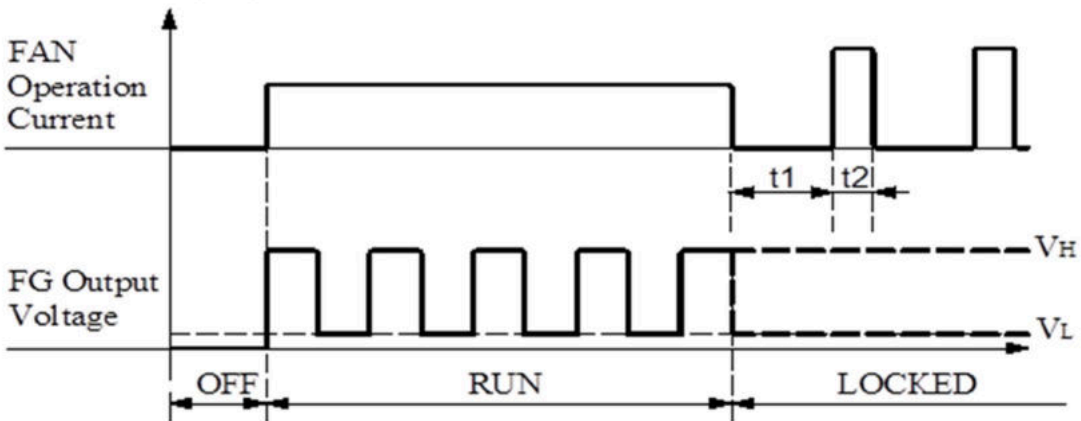 FAN
Operation
Current
t1
t2
FG Output
Voltage
VH
VL
OFF
RUN
LOCKED